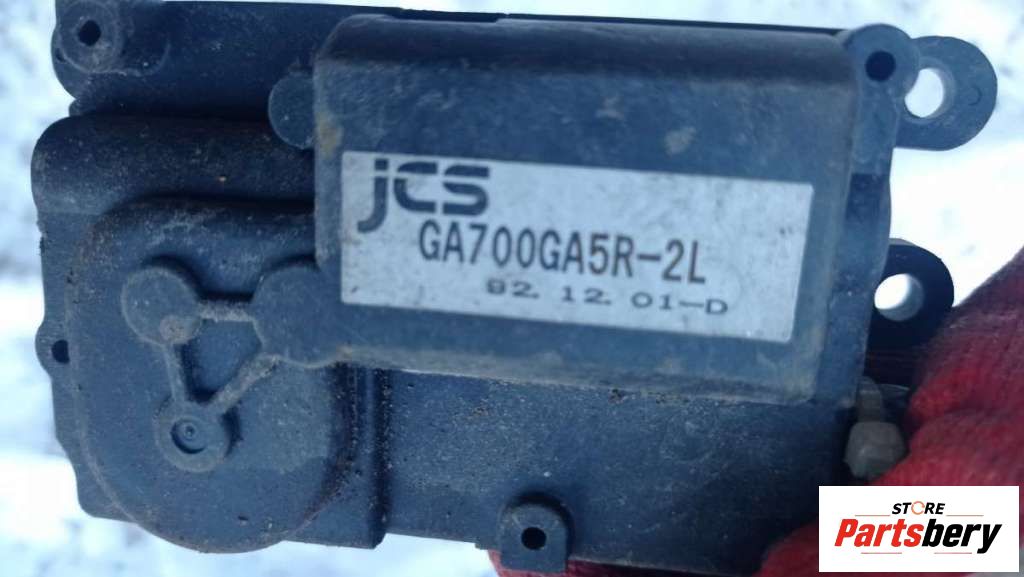 jcs
GA700GA5R-2L
92. 12. 01-D
STORE
Partsbery